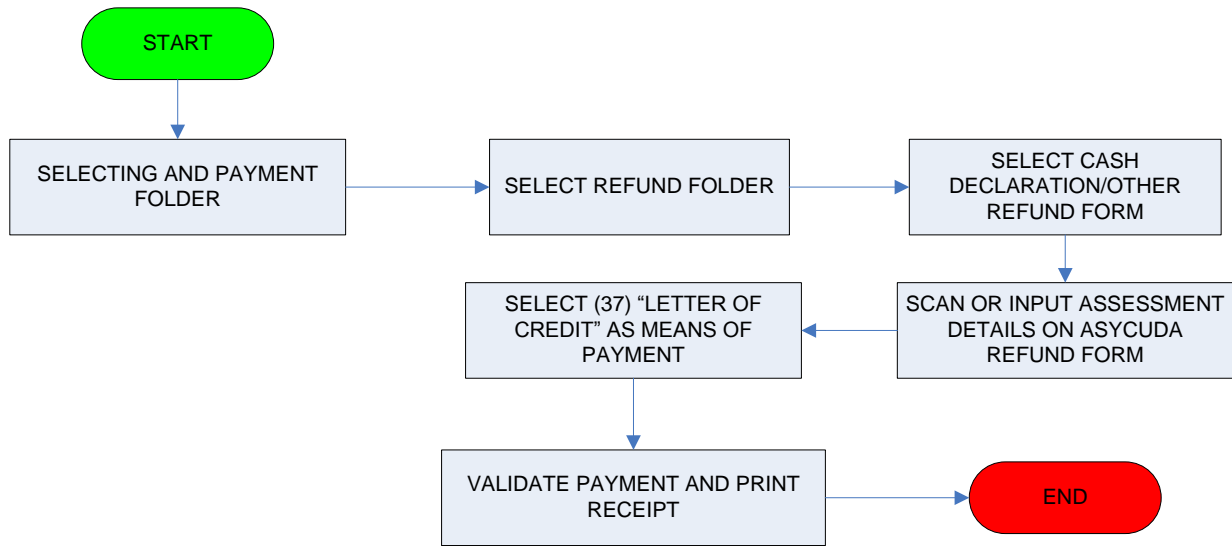 START
SELECTING AND PAYMENT
FOLDER
SELECT REFUND FOLDER
SELECT CASH
DECLARATION/OTHER
REFUND FORM
SCAN OR INPUT ASSESSMENT
DETAILS ON ASYCUDA
REFUND FORM
SELECT (37) “LETTER OF
CREDIT” AS MEANS OF
PAYMENT
VALIDATE PAYMENT AND PRINT
RECEIPT
END